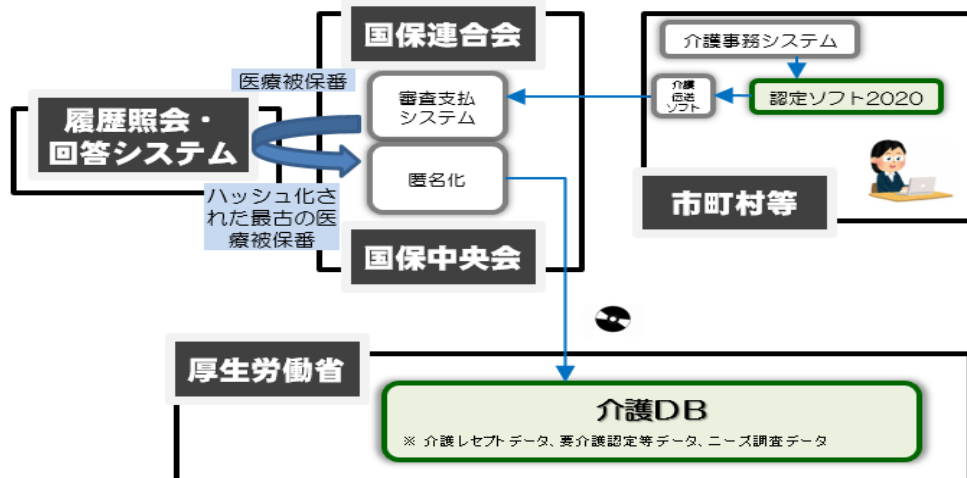 国保連合会
介護事務システム
医療被保番
審査支払
システム
介護
伝送
ソフト
認定ソフト2020
履歴照会・
回答システム
匿名化
ハッシュ化さ
れた最古の医
療被保番
市町村等
国保中央会
厚生労働省
介護DB
※ 介護レセプトデータ、要介護認定等データ、ニーズ調査データ